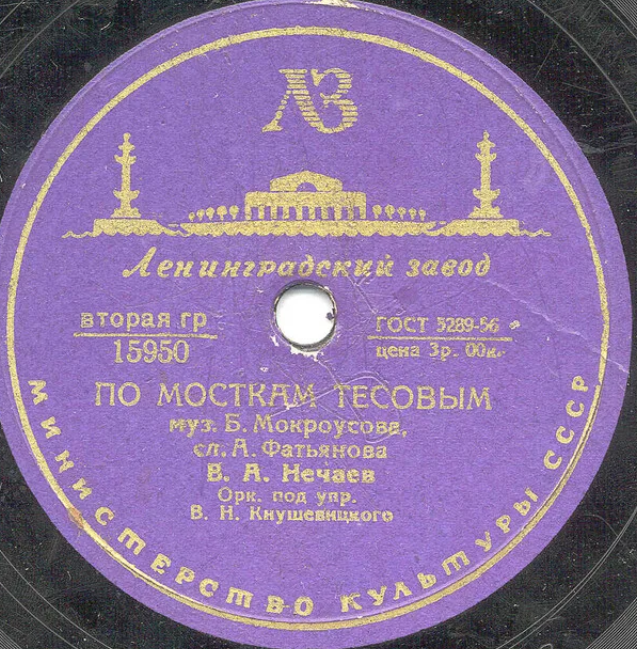 ЛЗ
Ленинградский завод
вторая гр
15950
ГОСТ 5289-56
цена 3р. 00к.
ПО МОСТКАМ ТЕСОВЫМ
муз. Б. Мокроусова,
сл. А. Фатьянова
В. А. Нечаев
Орк. под упр.
В. Н. Кнушевицкого
МИНИСТЕРСТВО КУЛЬТУРЫ СССР